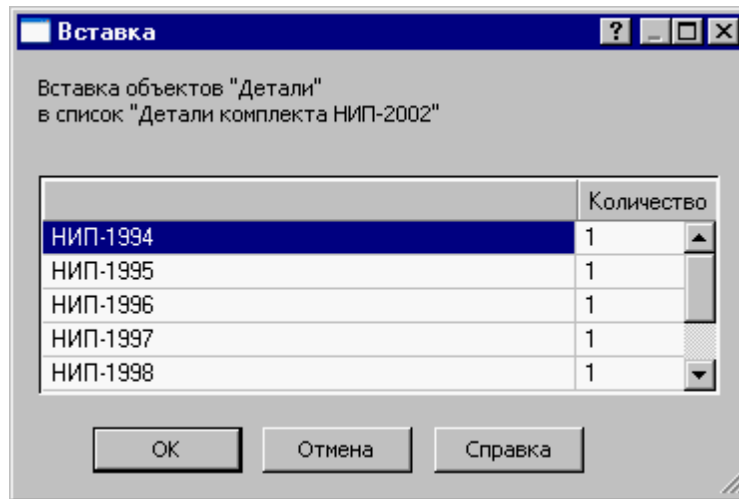 Вставка
Вставка объектов "Детали"
в список "Детали комплекта НИП-2002"
Количество
НИП-1994 1
НИП-1995 1
НИП-1996 1
НИП-1997 1
НИП-1998 1
OK Отмена Справка